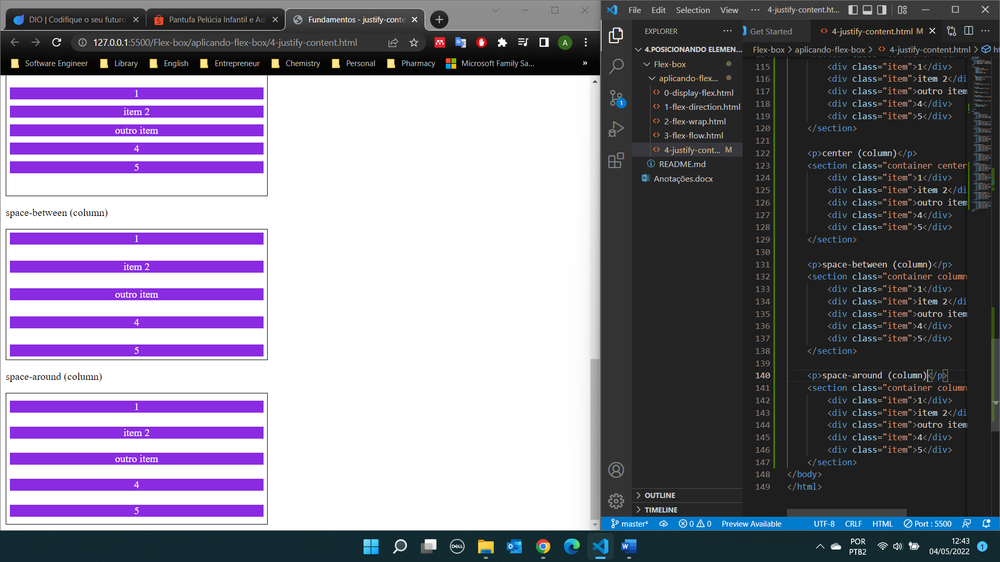 DIO | Codifique o seu futuro
Pantufa Pelúcia Infantil e Ad
Fundamentos - justify-conte
127.0.0.1:5500/Flex-box/aplicando-flex-box/4-justify-content.html
A
Software Engineer
Library
English
Entrepreneur
Chemistry
Personal
Pharmacy
Microsoft Family Sa...
»
1
item 2
outro item
4
5
space-between (column)
1
item 2
outro item
4
5
space-around (column)
1
item 2
outro item
4
5
File Edit Selection View ··· 4-justify-content.ht...
EXPLORER ···
4.POSICIONANDO ELEMEN...
Flex-box
aplicando-flex...
0-display-flex.html
1-flex-direction.html
2-flex-wrap.html
3-flex-flow.html
4-justify-cont... M
README.md
Anotações.docx
OUTLINE
TIMELINE
1
Get Started
4-justify-content.html M
···
Flex-box > aplicando-flex-box > 4-justify-content.html >
115 <div class="item">1</div>
116 <div class="item">item 2</di
117 <div class="item">outro item
118 <div class="item">4</div>
119 <div class="item">5</div>
120 </section>
121
122 <p>center (column)</p>
123 <section class="container center
124 <div class="item">1</div>
125 <div class="item">item 2</di
126 <div class="item">outro item
127 <div class="item">4</div>
128 <div class="item">5</div>
129 </section>
130
131 <p>space-between (column)</p>
132 <section class="container column
133 <div class="item">1</div>
134 <div class="item">item 2</di
135 <div class="item">outro item
136 <div class="item">4</div>
137 <div class="item">5</div>
138 </section>
139
140 <p>space-around (column)</p>
141 <section class="container column
142 <div class="item">1</div>
143 <div class="item">item 2</di
144 <div class="item">outro item
145 <div class="item">4</div>
146 <div class="item">5</div>
147 </section>
148 </body>
149 </html>
master* 0 0 Preview Available UTF-8 CRLF HTML Port : 5500
DELL
POR
PTB2
12:43
04/05/2022
1